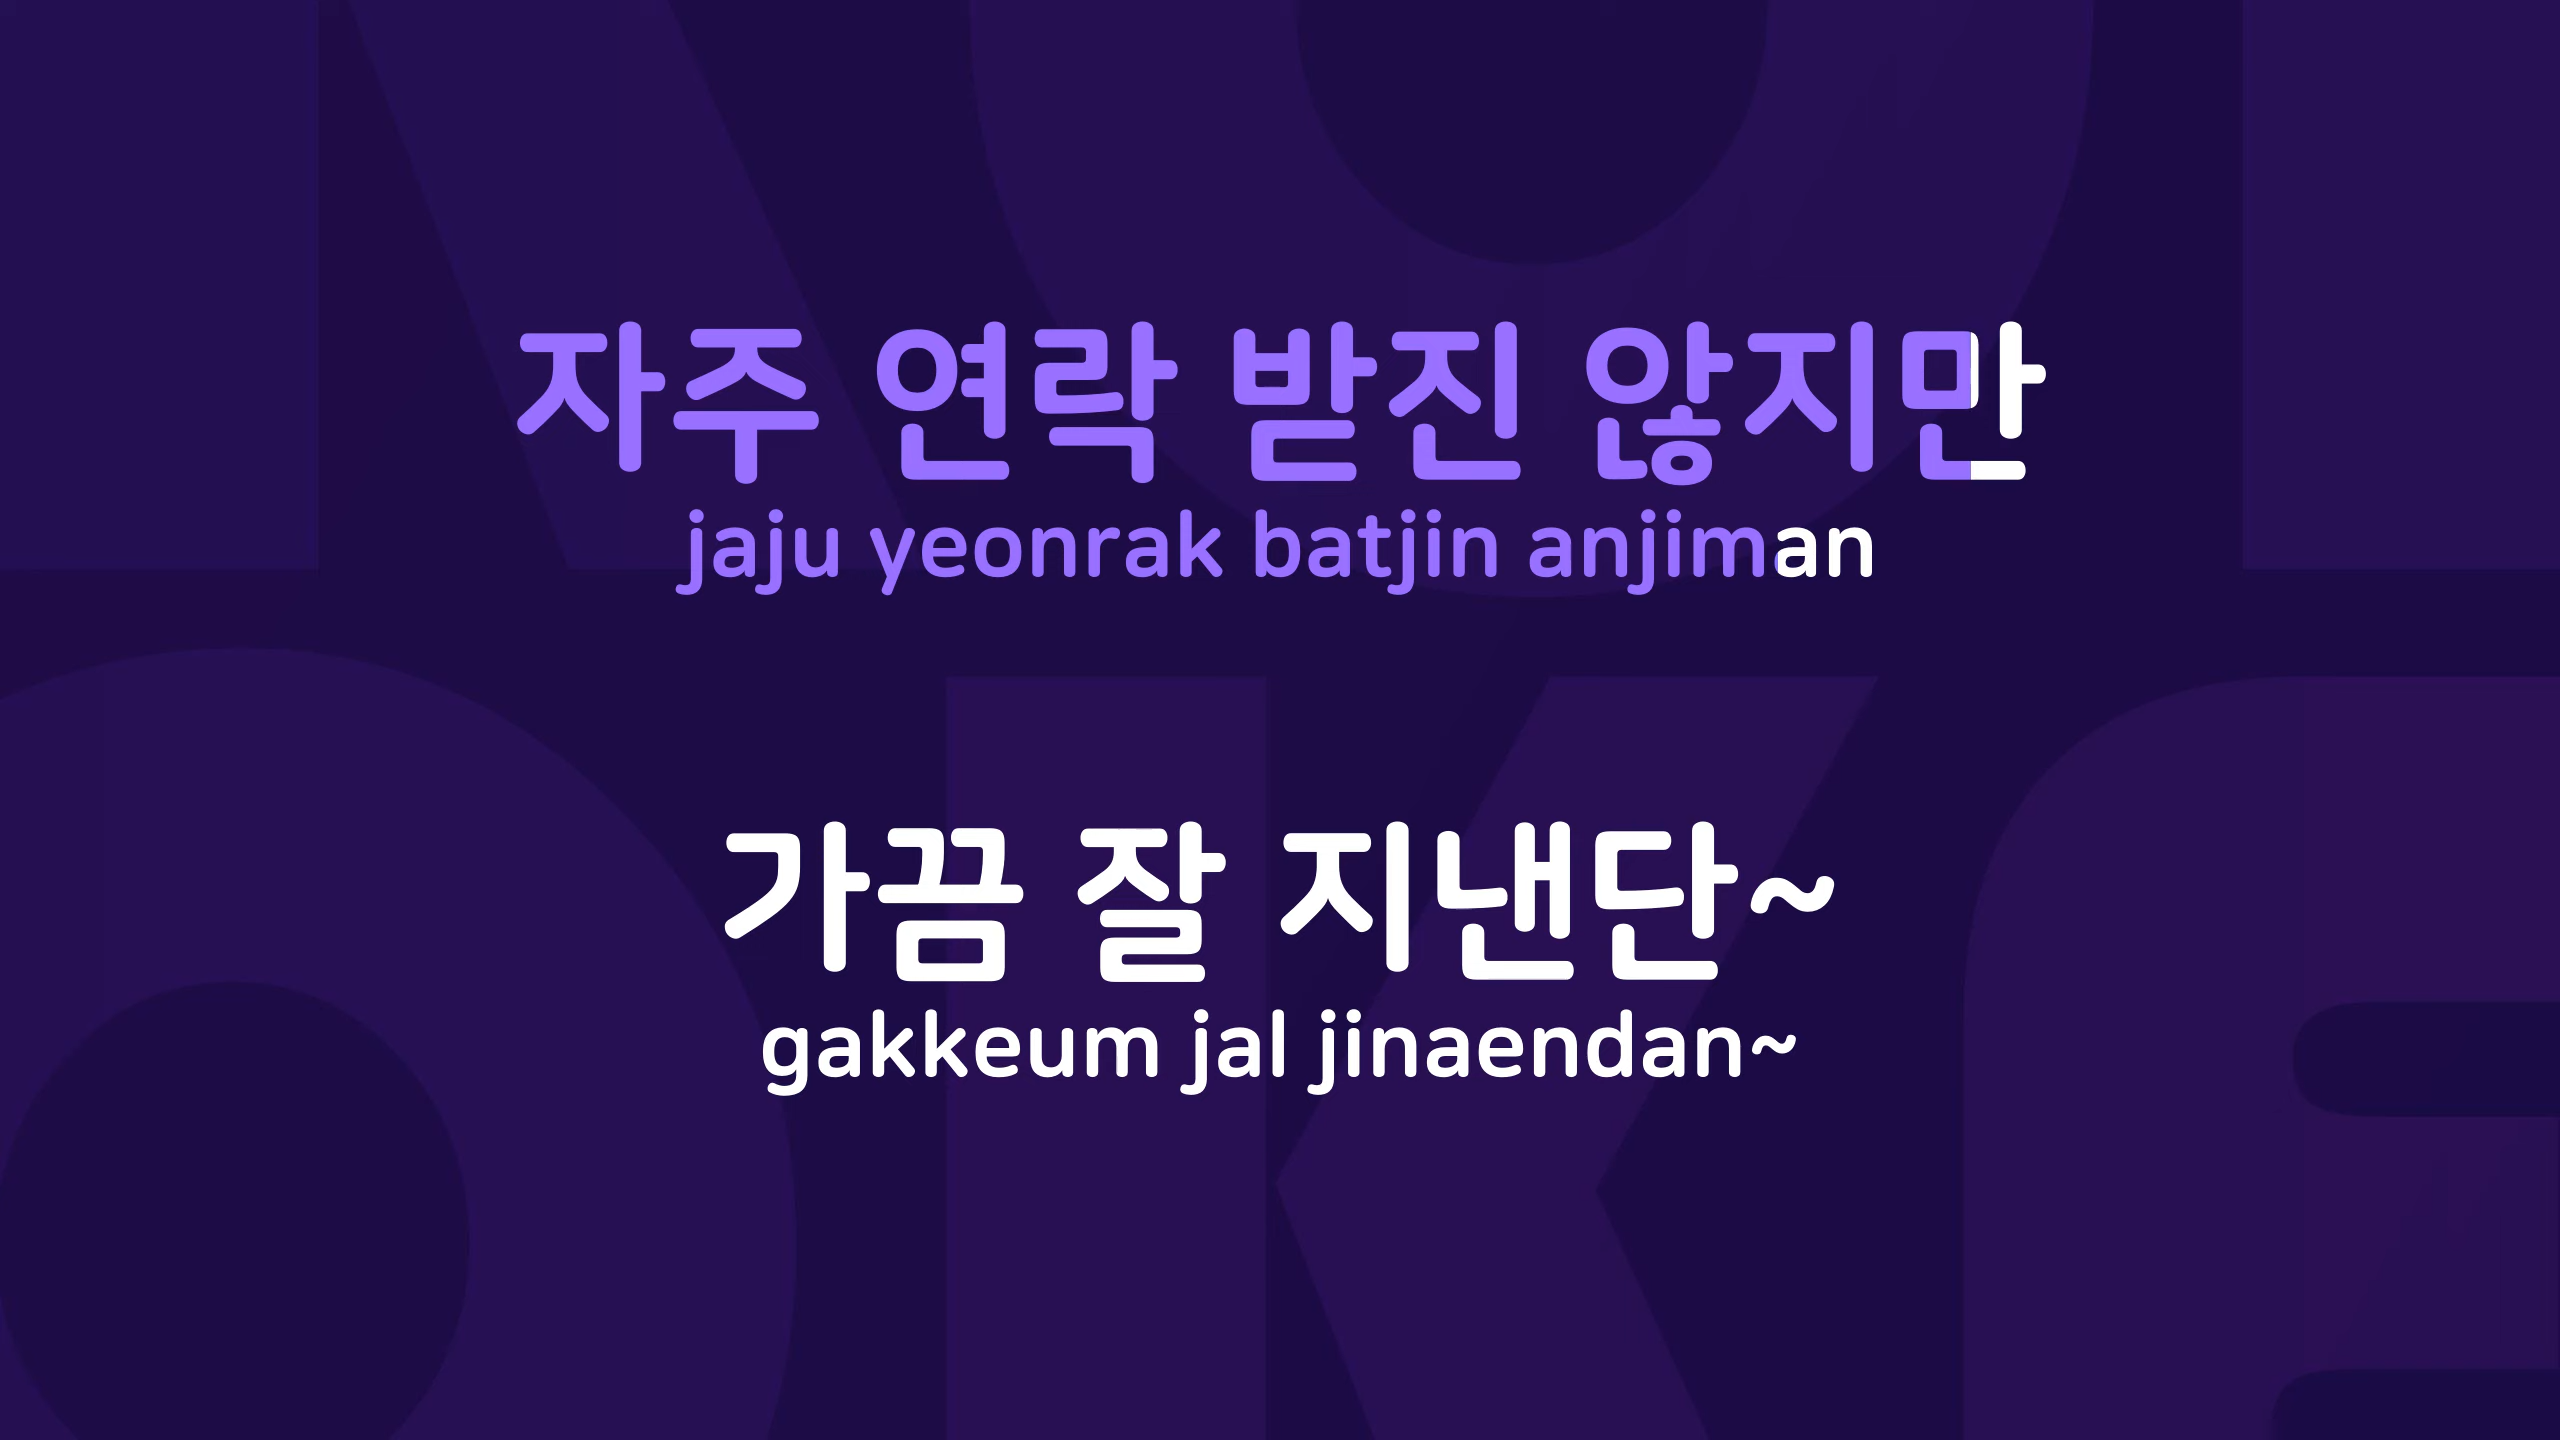 자주 연락 받진 않지만
jaju yeonrak batjin anjiman
가끔 잘 지낸단~
gakkeum jal jinaendan~